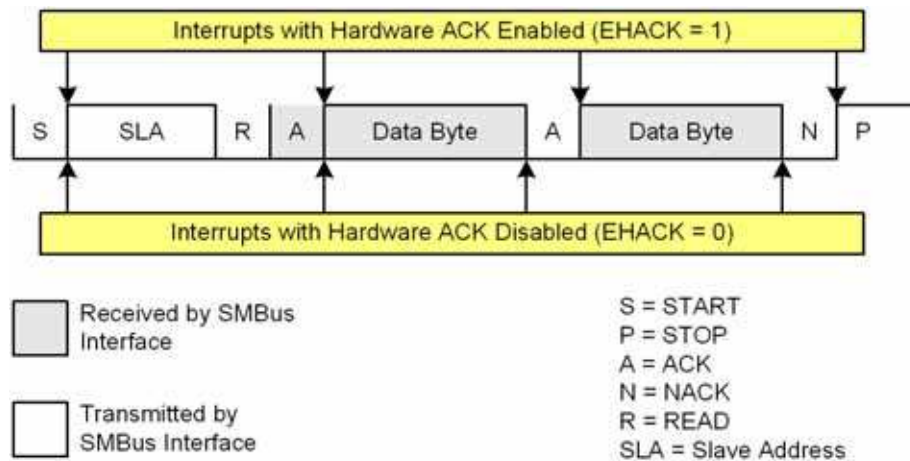 Interrupts with Hardware ACK Enabled (EHACK = 1)
S SLA R A Data Byte A Data Byte N P
Interrupts with Hardware ACK Disabled (EHACK = 0)
Received by SMBus
Interface
Transmitted by
SMBus Interface
S = START
P = STOP
A = ACK
N = NACK
R = READ
SLA = Slave Address